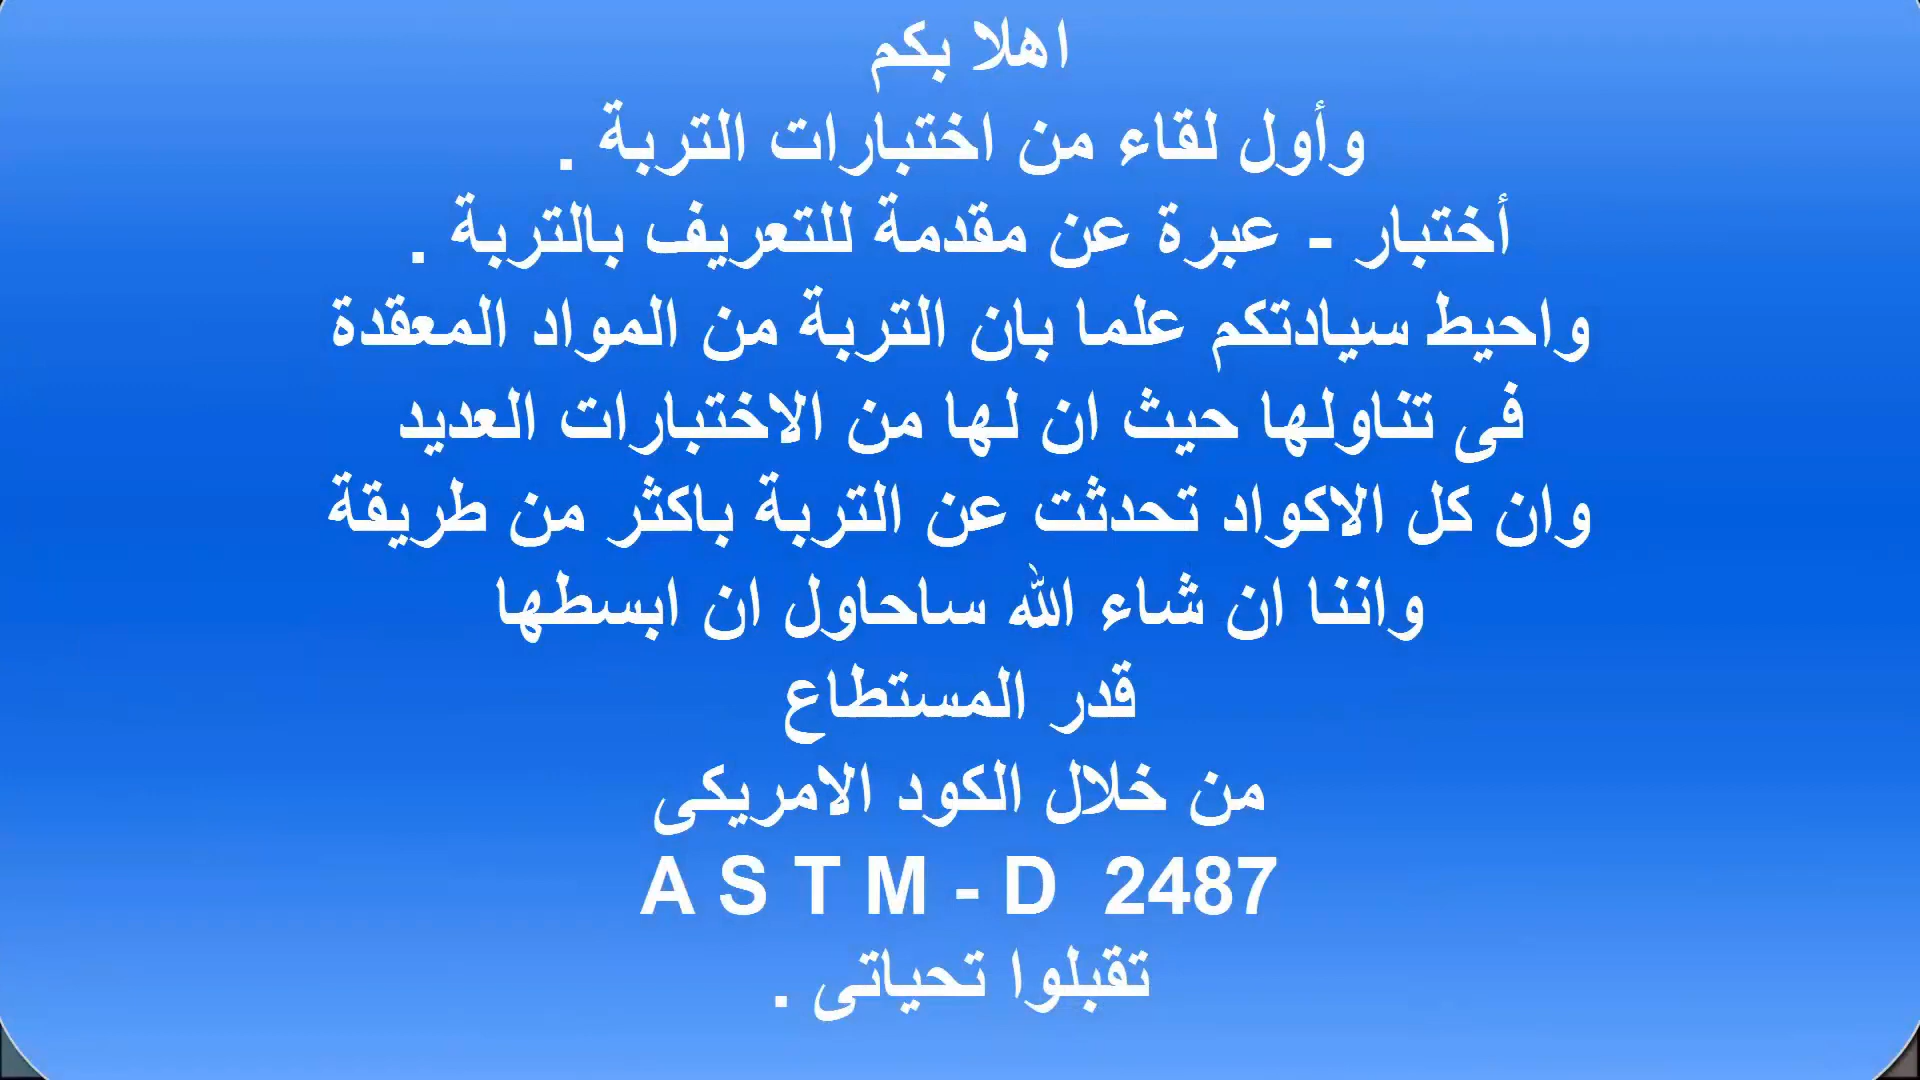 اهلا بكم
وأول لقاء من اختبارات التربة .
أختبار - عبرة عن مقدمة للتعريف بالتربة .
واحيط سيادتكم علما بان التربة من المواد المعقدة
فى تناولها حيث ان لها من الاختبارات العديد
وان كل الاكواد تحدثت عن التربة باكثر من طريقة
واننا ان شاء الله ساحاول ان ابسطها
قدر المستطاع
من خلال الكود الامريكى
A S T M - D 2487
تقبلوا تحياتى .